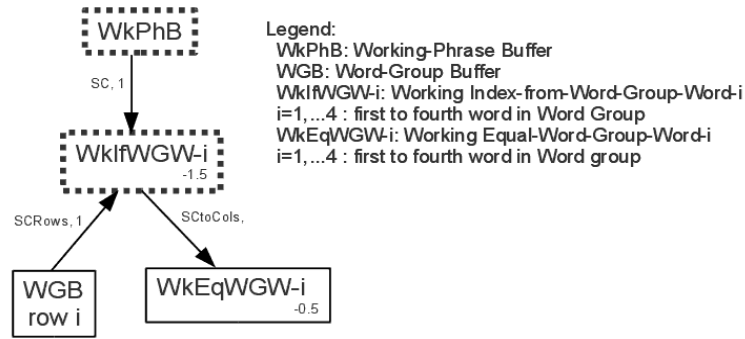 WkPhB
SC, 1
WkIfWGW-i
-1.5
SCRows, 1
SCtoCols,
WGB
row i
WkEqWGW-i
-0.5
Legend:
WkPhB: Working-Phrase Buffer
WGB: Word-Group Buffer
WkIfWGW-i: Working Index-from-Word-Group-Word-i
i=1,...4 : first to fourth word in Word Group
WkEqWGW-i: Working Equal-Word-Group-Word-i
i=1,...4 : first to fourth word in Word group